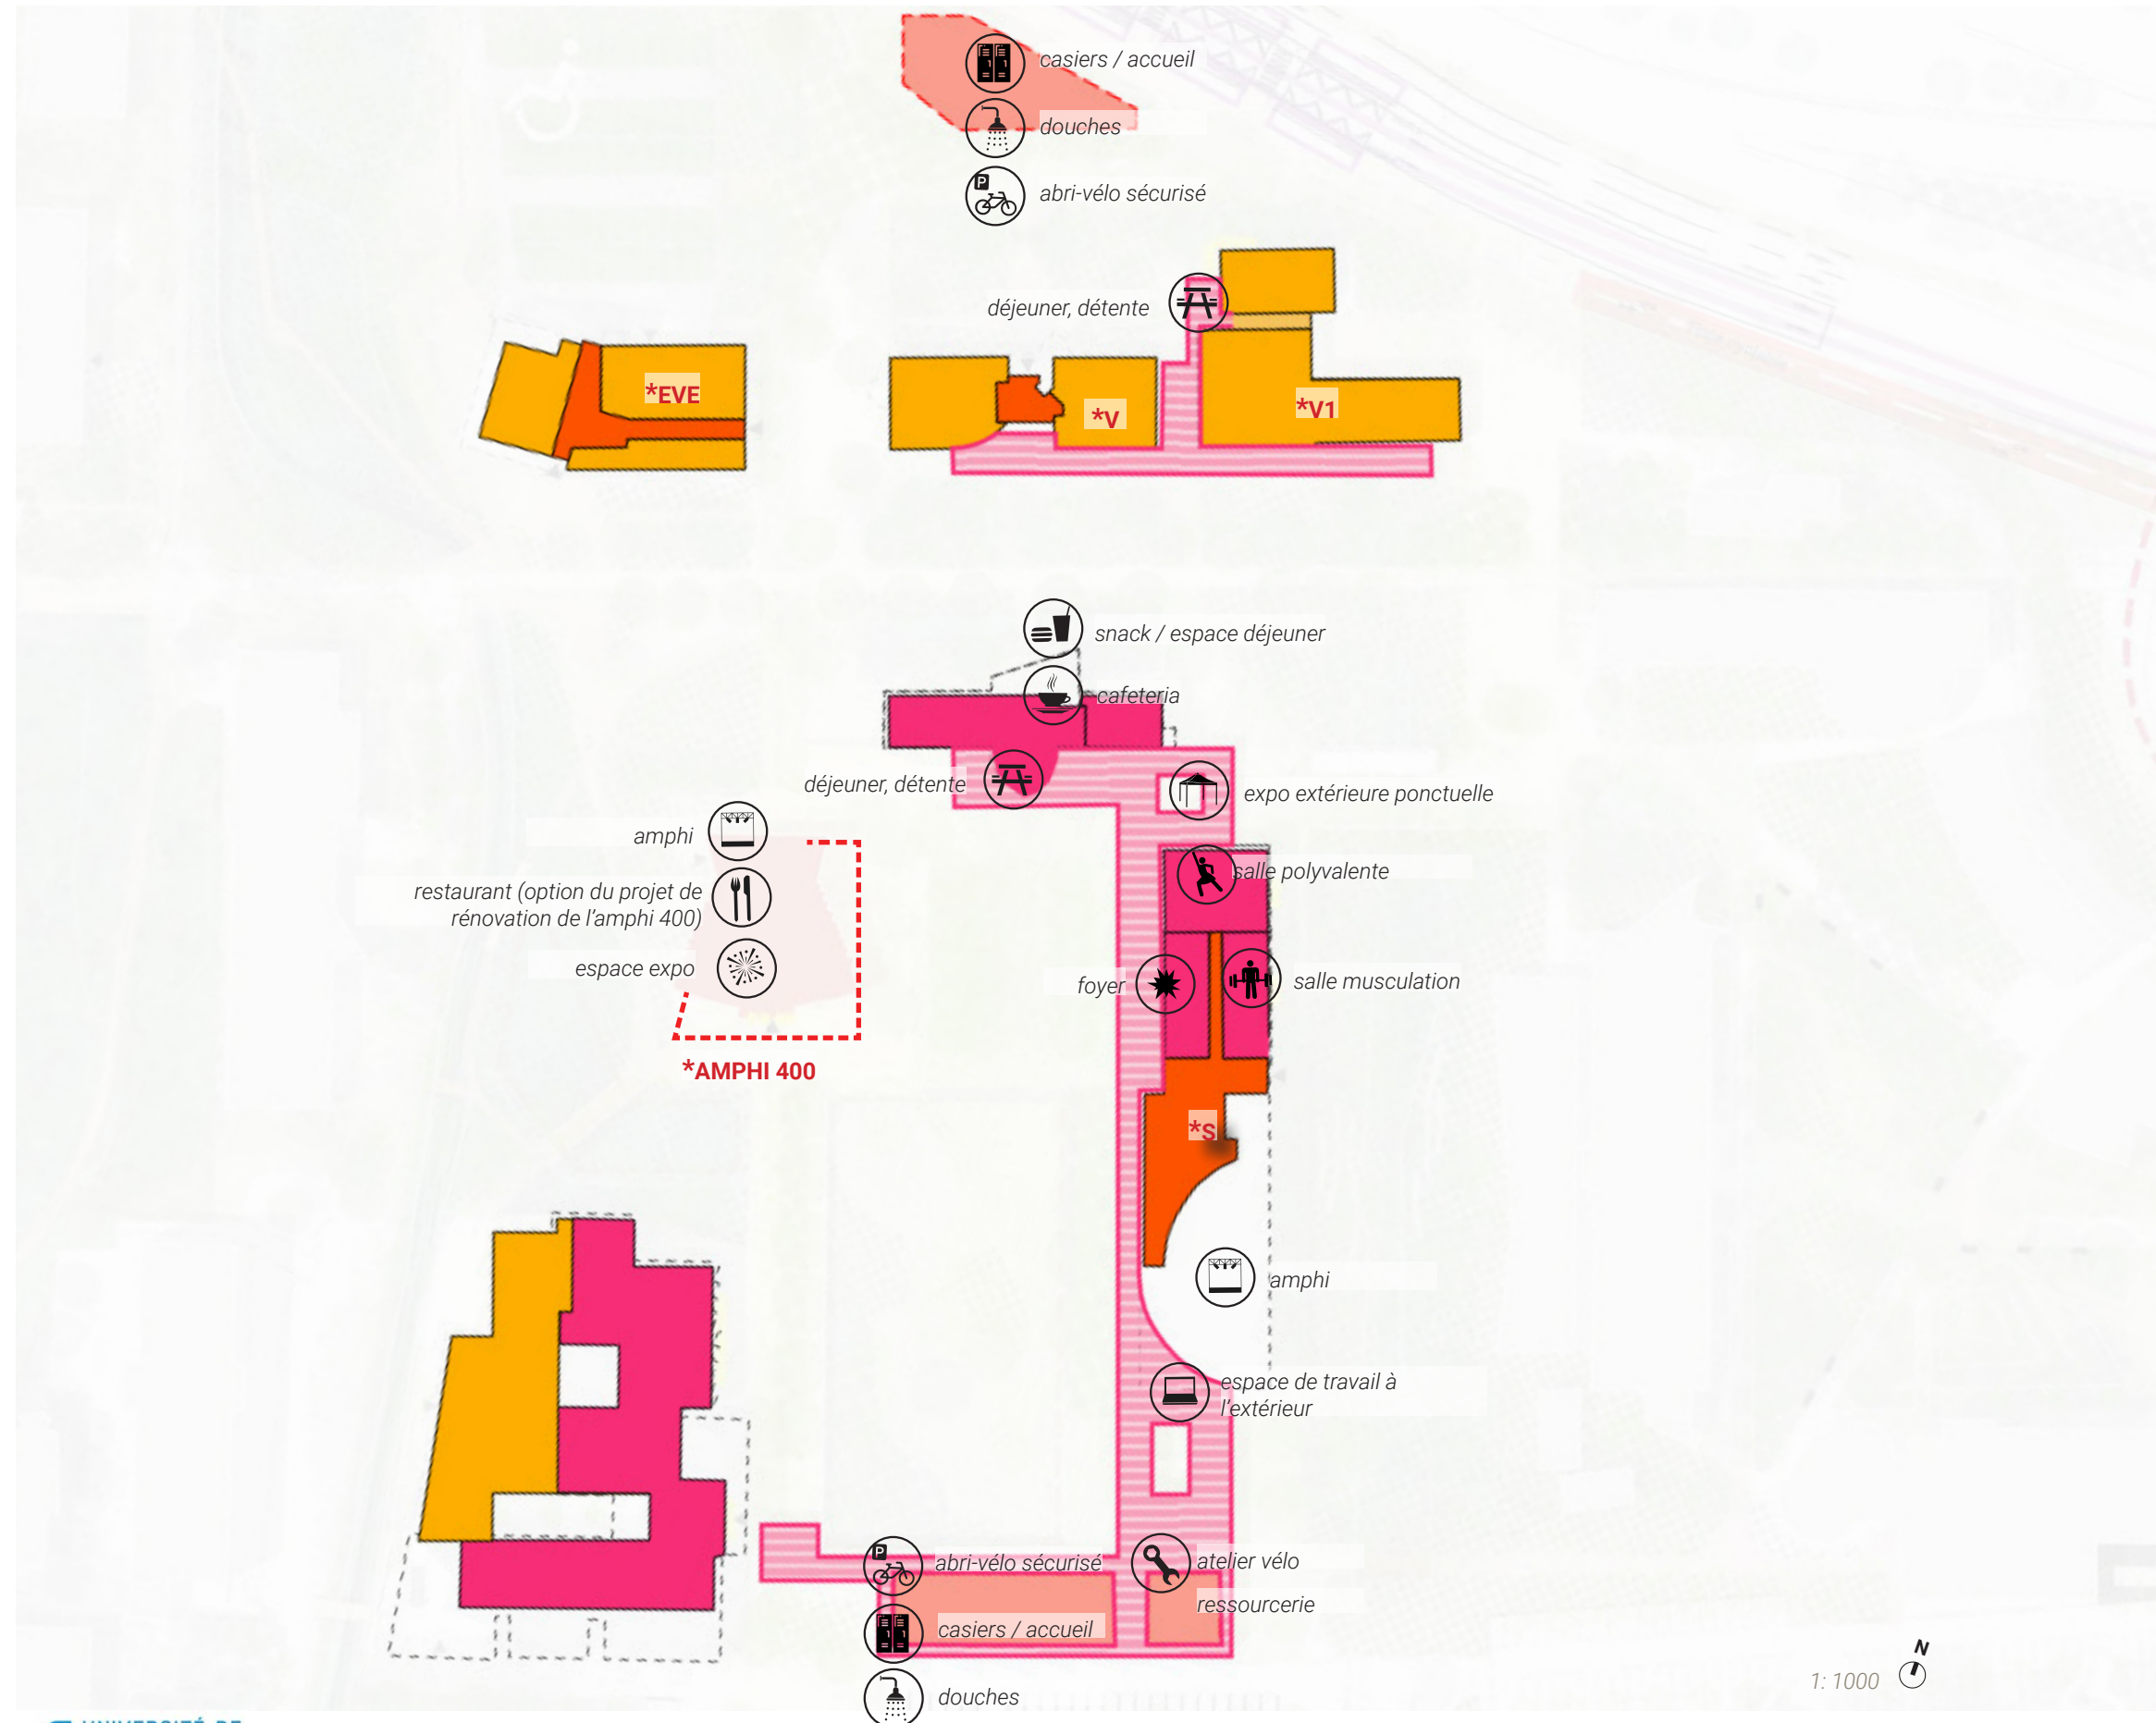 casiers / accueil
douches
P
abri-vélo sécurisé
déjeuner, détente
*EVE
*V
*V1
snack / espace déjeuner
cafeteria
déjeuner, détente
expo extérieure ponctuelle
amphi
salle polyvalente
restaurant (option du projet de
rénovation de l'amphi 400)
espace expo
foyer
salle musculation
*AMPHI 400
*S
amphi
espace de travail à
l'extérieur
P
abri-vélo sécurisé
atelier vélo
ressourcerie
casiers / accueil
douches
N
1: 1000
UNIVERSITÉ DE